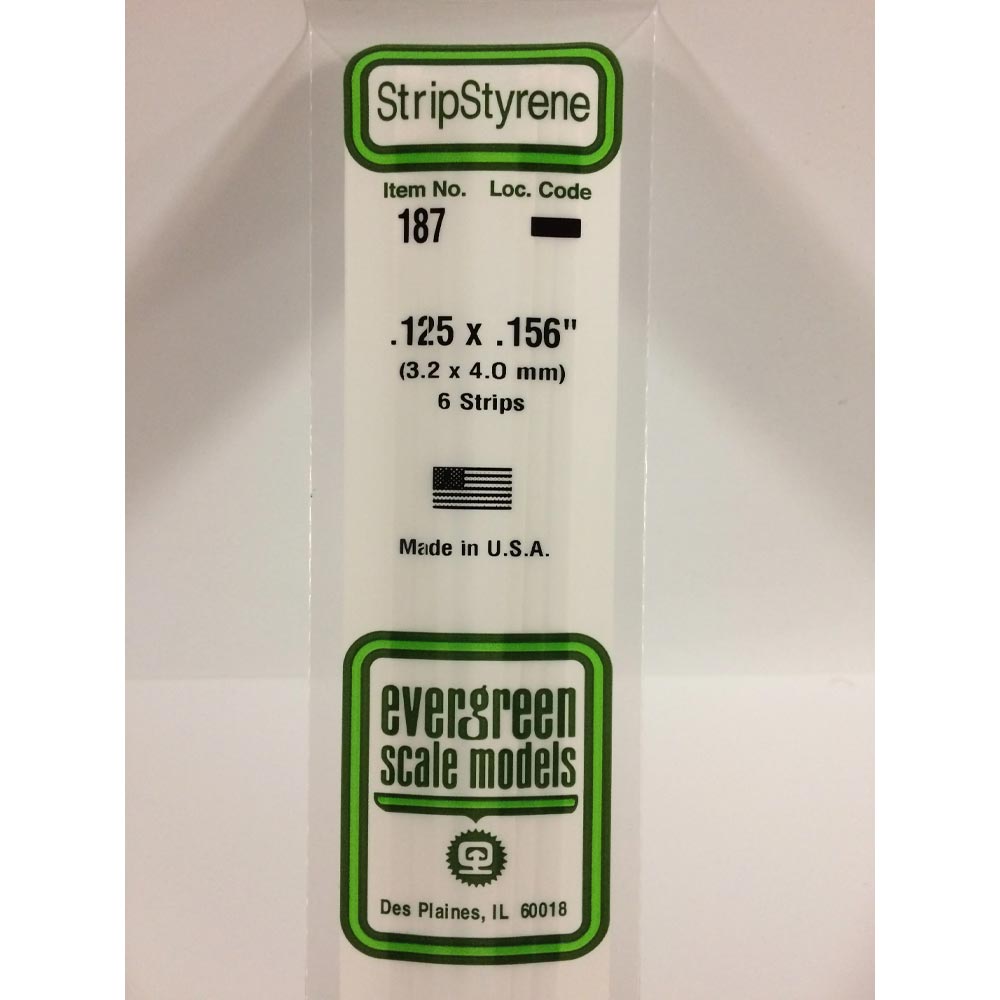 StripStyrene
Item No. Loc. Code
187
.125 x .156"
(3.2 x 4.0 mm)
6 Strips
Made in U.S.A.
evergreen
scale models
Des Plaines, IL 60018